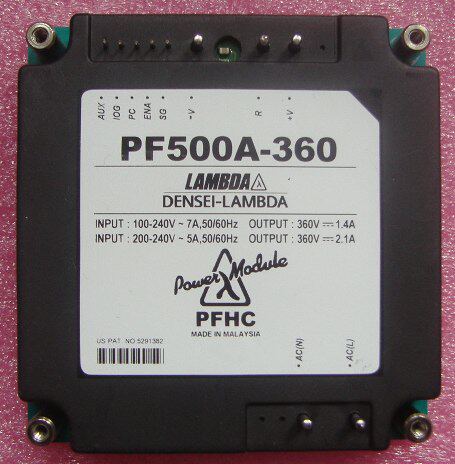 AUX
IOG
PC
ENA
SG
-V
R
+V
PF500A-360
LAMBDA
DENSEI-LAMBDA
INPUT : 100-240V ~ 7A,50/60Hz OUTPUT : 360V ⎓ 1.4A
INPUT : 200-240V ~ 5A,50/60Hz OUTPUT : 360V ⎓ 2.1A
Power Module
PFHC
MADE IN MALAYSIA
US PAT. NO.5291382
AC(N)
AC(L)